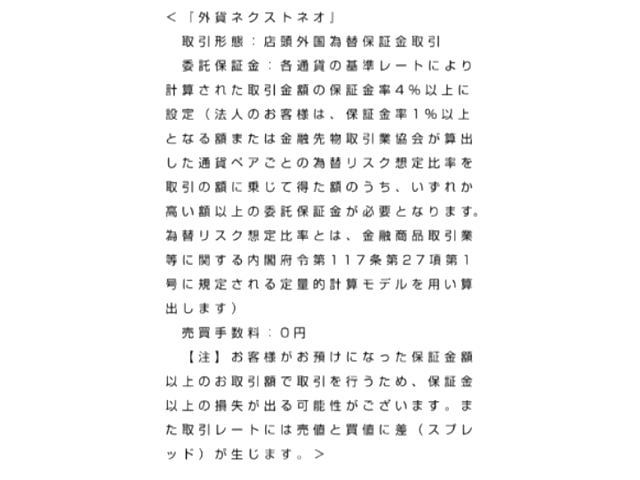 ＜『外貨ネクストネオ』
取引形態：店頭外国為替保証金取引
委託保証金：各通貨の基準レートにより
計算された取引金額の保証金率4％以上に
設定（法人のお客様は、保証金率1％以上
となる額または金融先物取引業協会が算出
した通貨ペアごとの為替リスク想定比率を
取引の額に乗じて得た額のうち、いずれか
高い額以上の委託保証金が必要となります。
為替リスク想定比率とは、金融商品取引業
等に関する内閣府令第117条第27項第1
号に規定される定量的計算モデルを用い算
出します）
売買手数料：0円
【注】お客様がお預けになった保証金額
以上のお取引額で取引を行うため、保証金
以上の損失が出る可能性がございます。ま
た取引レートには売値と買値に差（スプレ
ッド）が生じます。＞